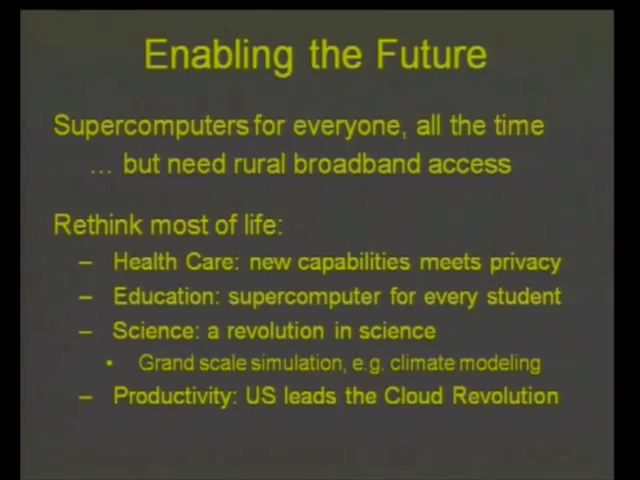 Enabling the Future
Supercomputers for everyone, all the time
... but need rural broadband access
Rethink most of life:
– Health Care: new capabilities meets privacy
– Education: supercomputer for every student
– Science: a revolution in science
• Grand scale simulation, e.g. climate modeling
– Productivity: US leads the Cloud Revolution